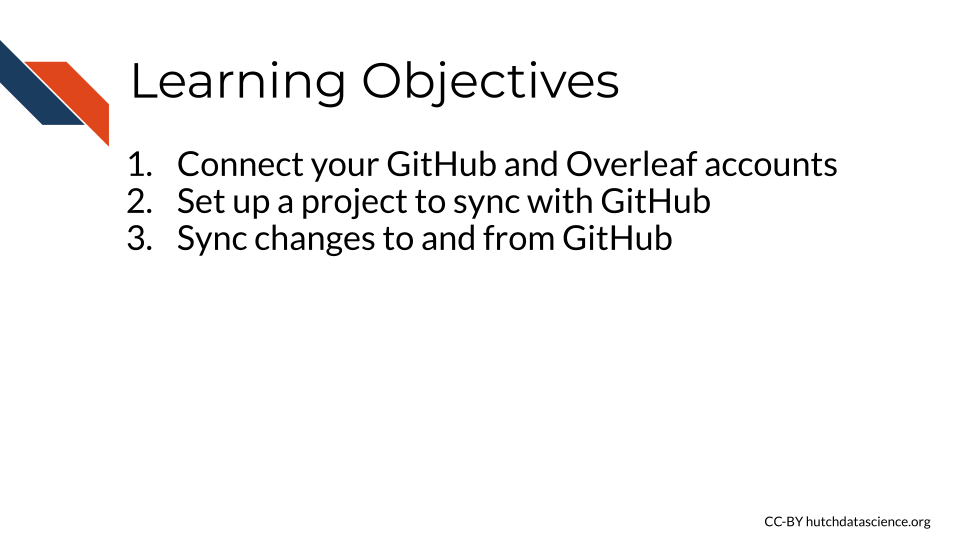 Learning Objectives
1. Connect your GitHub and Overleaf accounts
2. Set up a project to sync with GitHub
3. Sync changes to and from GitHub
CC-BY hutchdatascience.org